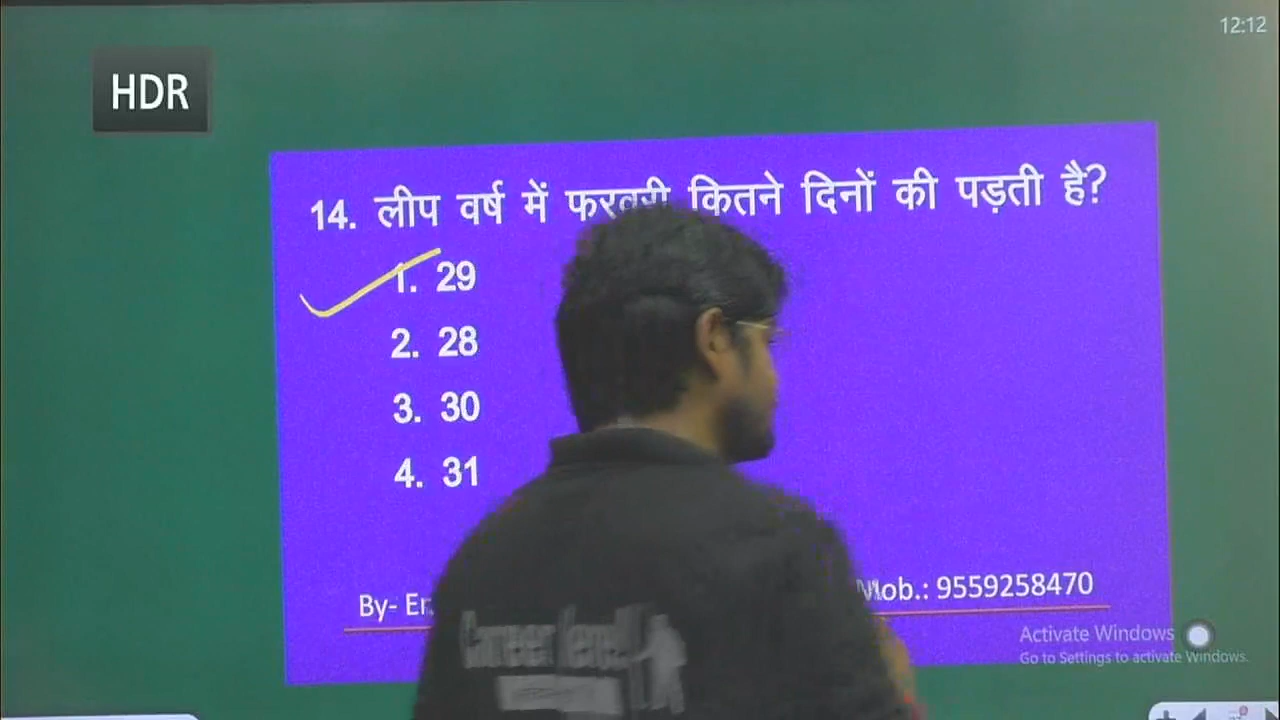 12:12
HDR
14. लीप वर्ष में फरवरी कितने दिनों की पड़ती है?
1. 29
2. 28
3. 30
4. 31
By- Er
Mob.: 9559258470
Activate Windows
Go to Settings to activate Windows.
Career